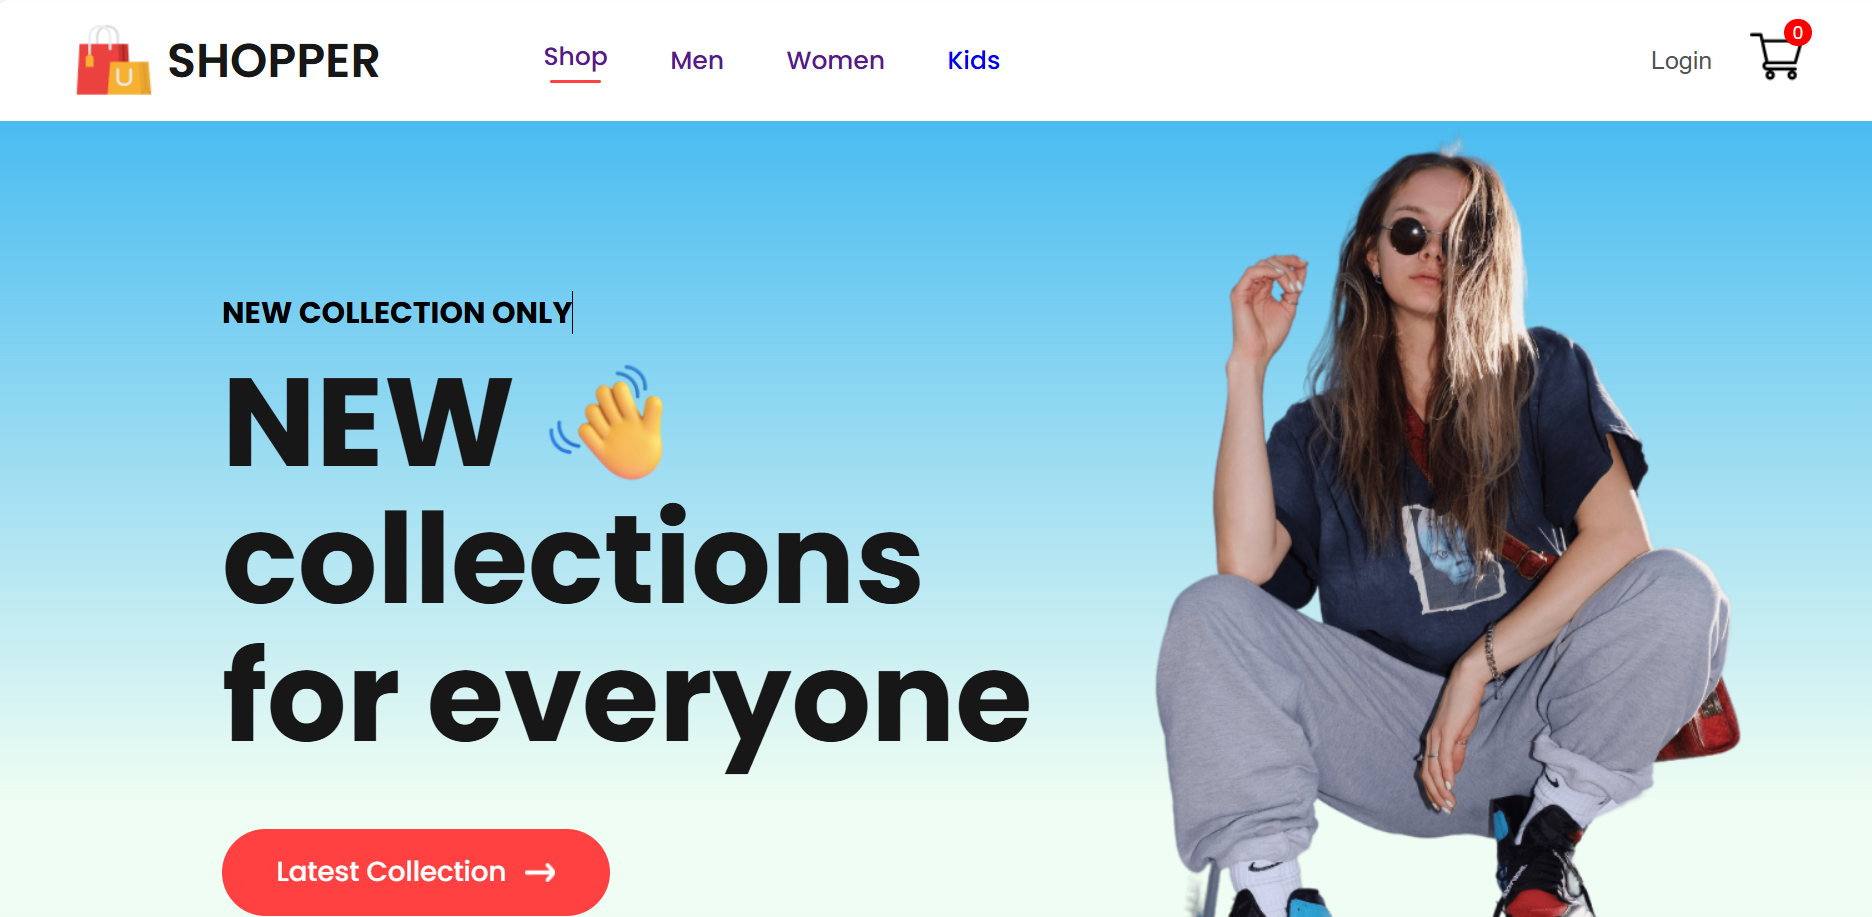 SHOPPER
Shop
Men
Women
Kids
Login
0
NEW COLLECTION ONLY
NEW
collections
for everyone
Latest Collection